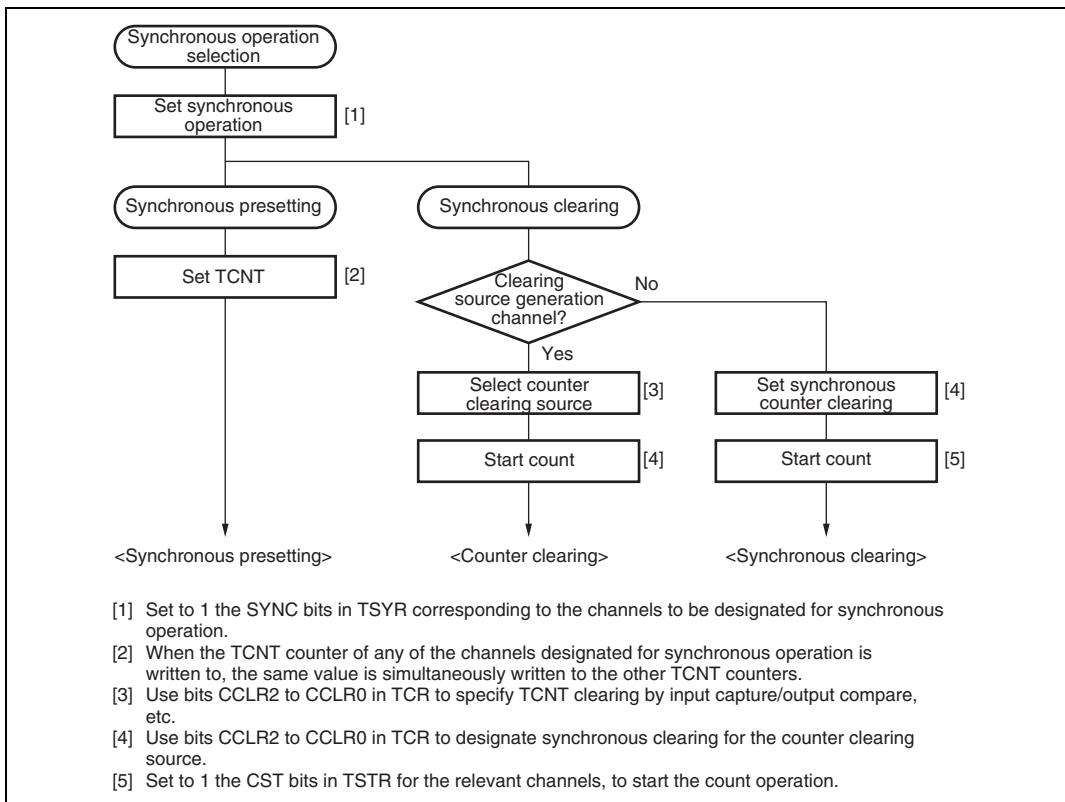 Synchronous operation
selection
Set synchronous
operation
[1]
Synchronous presetting
Synchronous clearing
Set TCNT
[2]
Clearing
source generation
channel?
No
Yes
Select counter
clearing source
[3]
Set synchronous
counter clearing
[4]
Start count
[4]
Start count
[5]
<Synchronous presetting>
<Counter clearing>
<Synchronous clearing>
[1] Set to 1 the SYNC bits in TSYR corresponding to the channels to be designated for synchronous
operation.
[2] When the TCNT counter of any of the channels designated for synchronous operation is
written to, the same value is simultaneously written to the other TCNT counters.
[3] Use bits CCLR2 to CCLR0 in TCR to specify TCNT clearing by input capture/output compare,
etc.
[4] Use bits CCLR2 to CCLR0 in TCR to designate synchronous clearing for the counter clearing
source.
[5] Set to 1 the CST bits in TSTR for the relevant channels, to start the count operation.